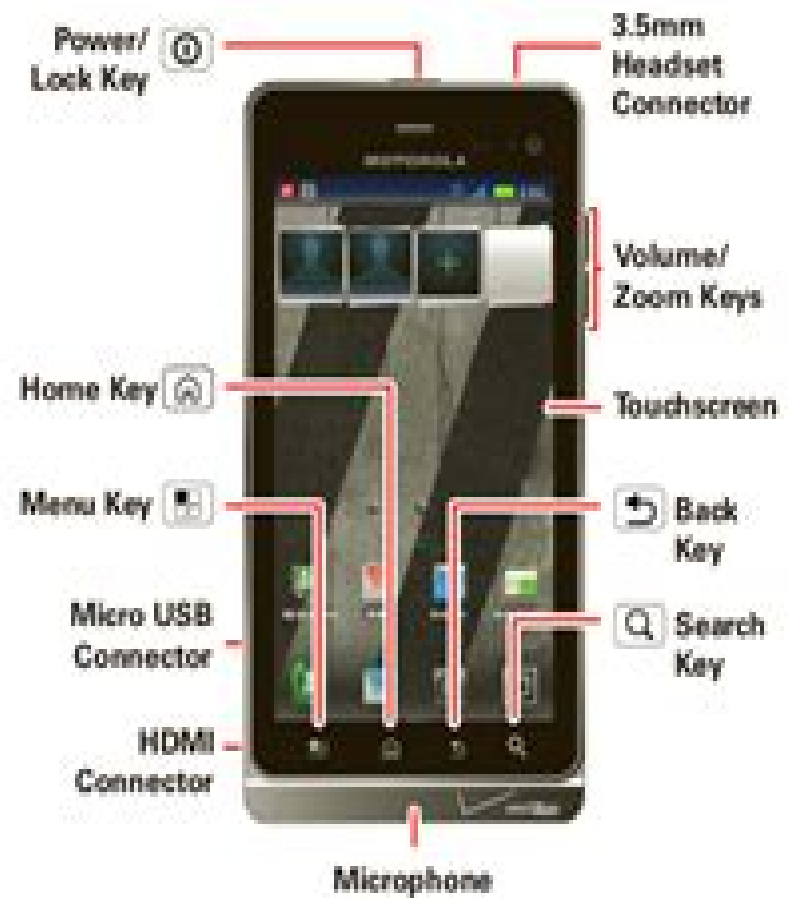 Power/
Lock Key
3.5mm
Headset
Connector
MOTOROLA
Volume/
Zoom Keys
Home Key
Touchscreen
Menu Key
Back
Key
Micro USB
Connector
Search
Key
HDMI
Connector
Microphone